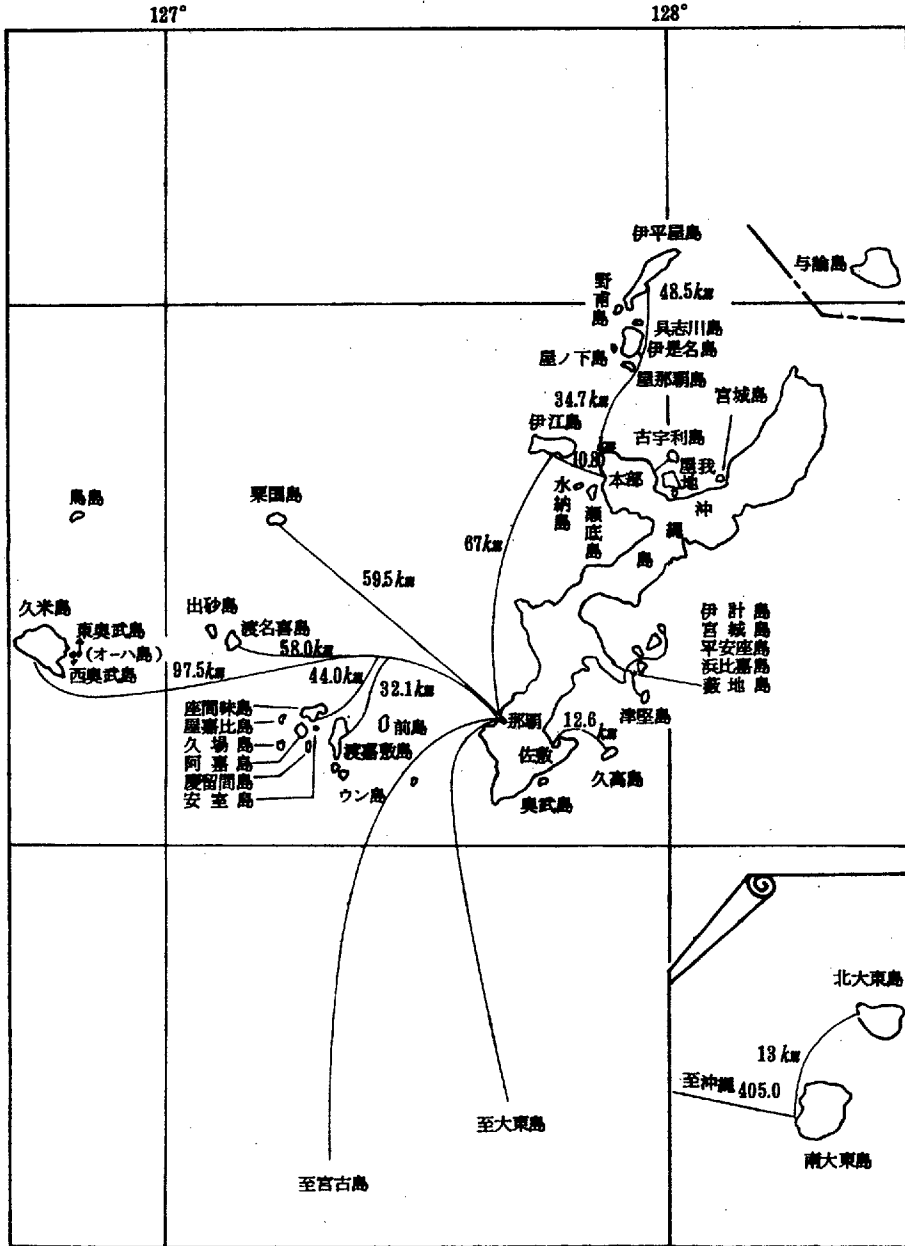 127°
128°
伊平屋島
与論島
野甫島
48.5km
具志川島
伊是名島
屋ノ下島
屋那覇島
宮城島
34.7km
伊江島
古宇利島
10.8
本部
屋我地
水納島
瀬底島
沖縄島
鳥島
粟国島
67km
59.5km
久米島
東奥武島
(オーハ島)
西奥武島
出砂島
渡名喜島
58.0km
97.5km
44.0km
32.1km
伊計島
宮城島
平安座島
浜比嘉島
薮地島
津堅島
座間味島
屋嘉比島
久場島
阿嘉島
慶留間島
安室島
前島
渡嘉敷島
ウン島
那覇
12.6km
佐敷
久高島
奥武島
北大東島
13km
至沖縄
405.0
南大東島
至大東島
至宮古島